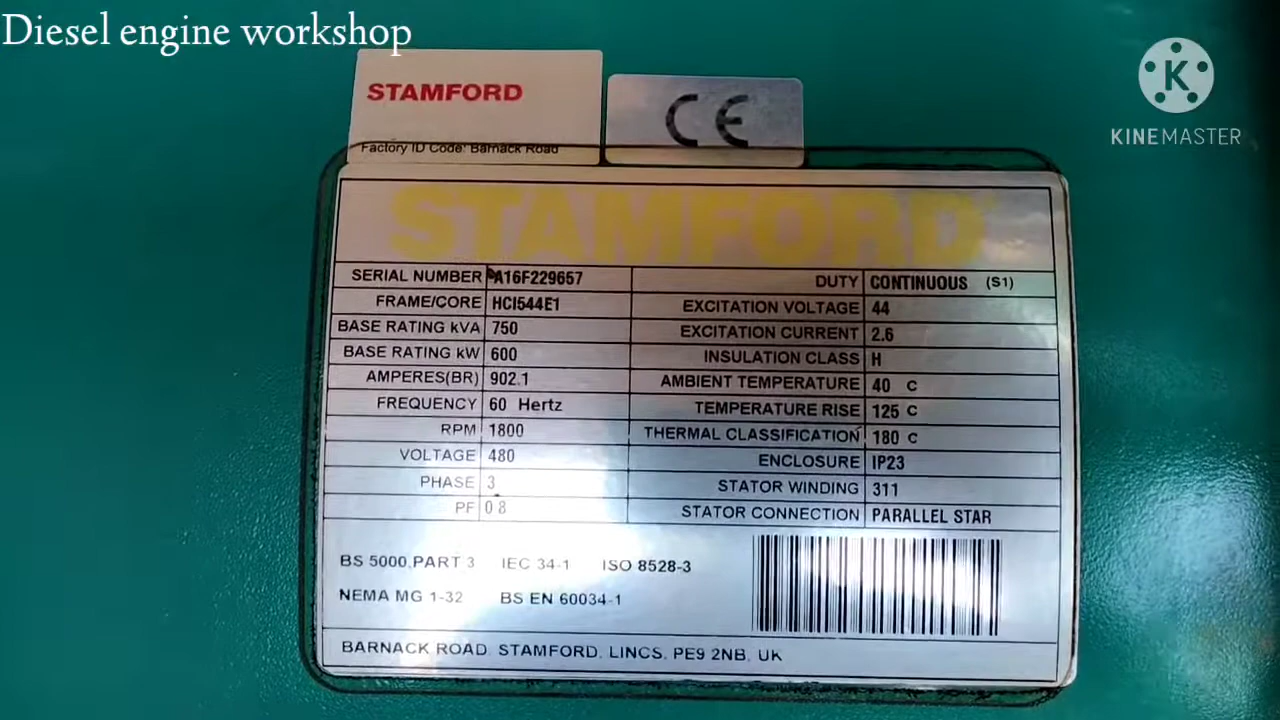 Diesel engine workshop
KINEMASTER
STAMFORD
Factory ID Code: Barnack Road
CE
STAMFORD
SERIAL NUMBER A16F229657 DUTY CONTINUOUS (S1)
FRAME/CORE HCI544E1 EXCITATION VOLTAGE 44
BASE RATING kVA 750 EXCITATION CURRENT 2.6
BASE RATING kW 600 INSULATION CLASS H
AMPERES(BR) 902.1 AMBIENT TEMPERATURE 40 C
FREQUENCY 60 Hertz TEMPERATURE RISE 125 C
RPM 1800 THERMAL CLASSIFICATION 180 C
VOLTAGE 480 ENCLOSURE IP23
PHASE 3 STATOR WINDING 311
PF 0.8 STATOR CONNECTION PARALLEL STAR
BS 5000,PART 3 IEC 34-1 ISO 8528-3
NEMA MG 1-32 BS EN 60034-1
BARNACK ROAD, STAMFORD, LINCS, PE9 2NB, UK